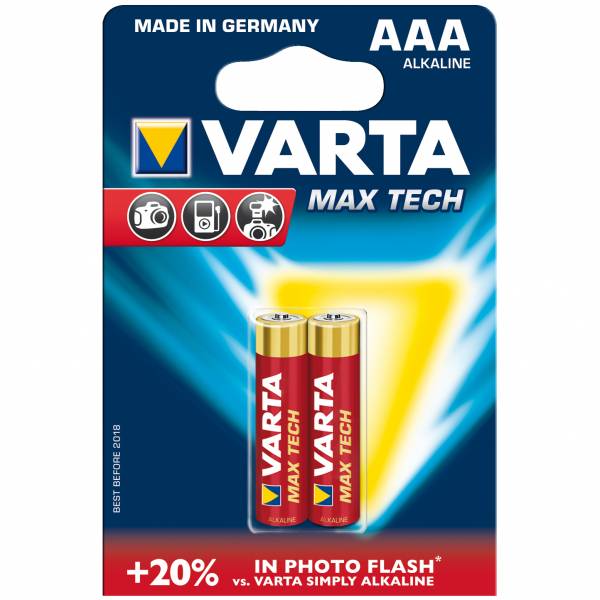 MADE IN GERMANY
AAA
ALKALINE
VARTA
MAX TECH
BEST BEFORE 2018
VARTA
MAX TECH
ALKALINE
VARTA
MAX TECH
ALKALINE
+20% IN PHOTO FLASH*
vs. VARTA SIMPLY ALKALINE